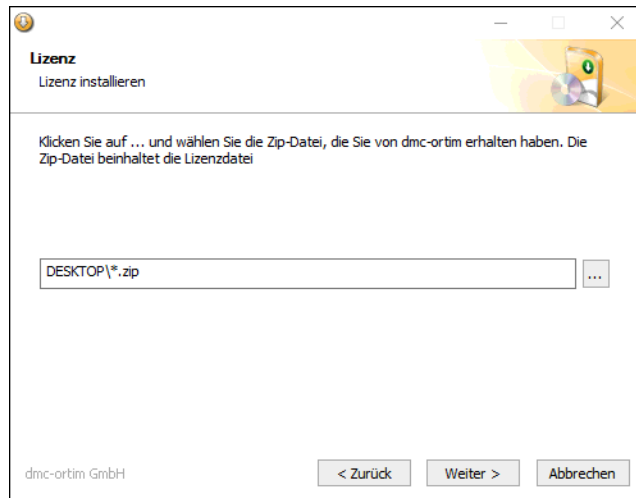 Lizenz
Lizenz installieren
Klicken Sie auf ... und wählen Sie die Zip-Datei, die Sie von dmc-ortim erhalten haben. Die
Zip-Datei beinhaltet die Lizenzdatei
DESKTOP\*.zip
...
dmc-ortim GmbH
< Zurück
Weiter >
Abbrechen